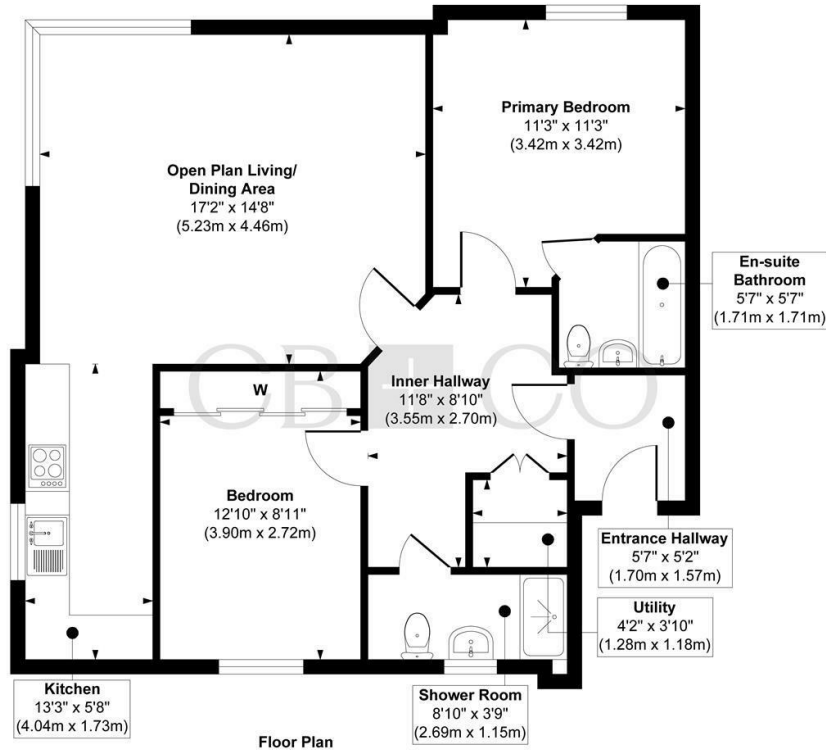 Primary Bedroom
11'3" x 11'3"
(3.42m x 3.42m)
Open Plan Living/
Dining Area
17'2" x 14'8"
(5.23m x 4.46m)
En-suite
Bathroom
5'7" x 5'7"
(1.71m x 1.71m)
CB+CO
W
Inner Hallway
11'8" x 8'10"
(3.55m x 2.70m)
Bedroom
12'10" x 8'11"
(3.90m x 2.72m)
Entrance Hallway
5'7" x 5'2"
(1.70m x 1.57m)
Utility
4'2" x 3'10"
(1.28m x 1.18m)
Kitchen
13'3" x 5'8"
(4.04m x 1.73m)
Shower Room
8'10" x 3'9"
(2.69m x 1.15m)
Floor Plan